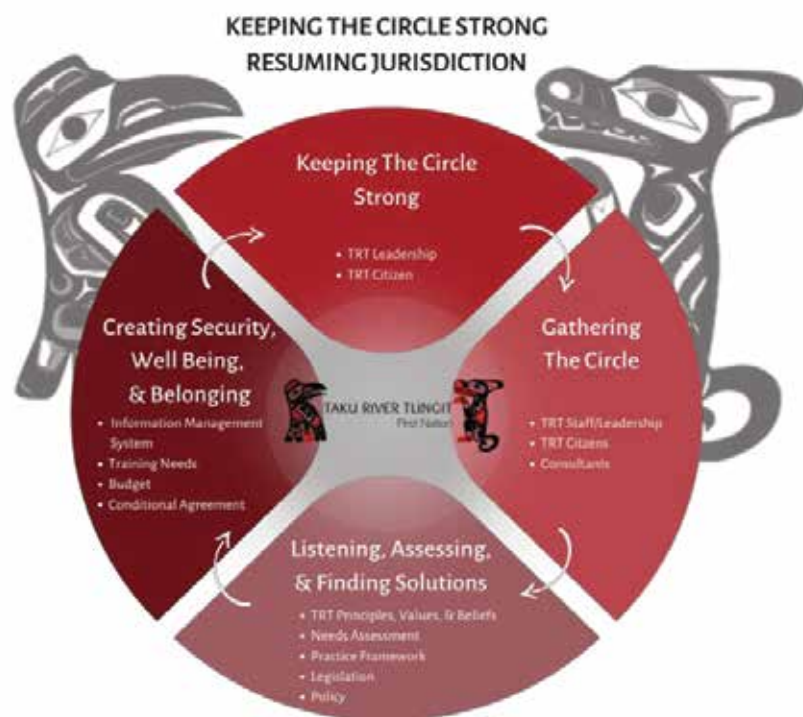 KEEPING THE CIRCLE STRONG
RESUMING JURISDICTION
Keeping The Circle
Strong
• TRT Leadership
• TRT Citizen
Gathering
The Circle
• TRT Staff/Leadership
• TRT Citizens
• Consultants
Listening, Assessing,
& Finding Solutions
• TRT Principles, Values, & Beliefs
• Needs Assessment
• Practice Framework
• Legislation
• Policy
Creating Security,
Well Being,
& Belonging
• Information Management
System
• Training Needs
• Budget
• Conditional Agreement
TAKU RIVER TLINGIT
First Nation